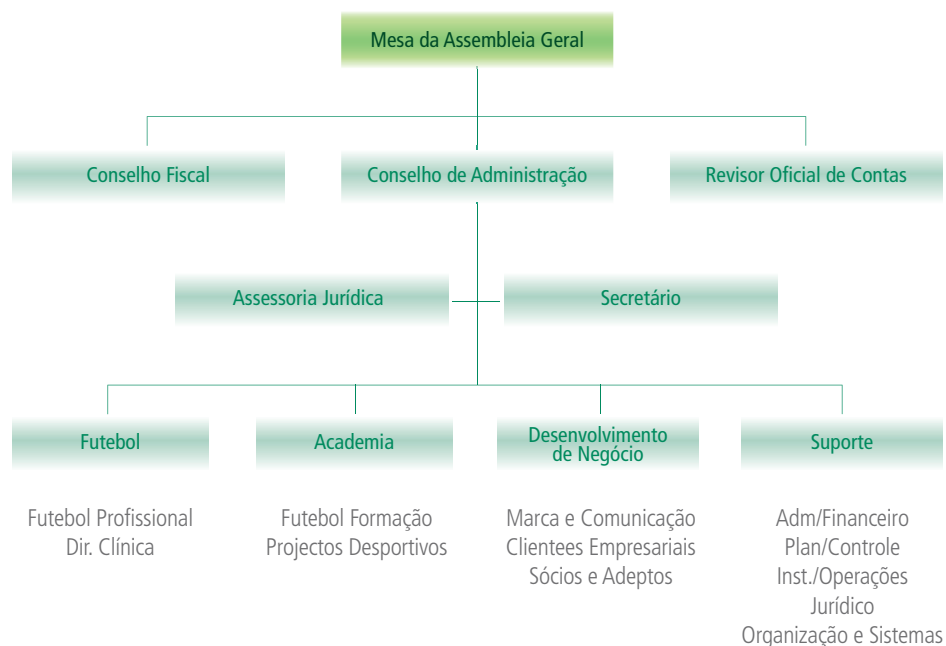 Mesa da Assembleia Geral
Conselho Fiscal
Conselho de Administração
Revisor Oficial de Contas
Assessoria Jurídica
Secretário
Futebol
Academia
Desenvolvimento
de Negócio
Suporte
Futebol Profissional
Dir. Clínica
Futebol Formação
Projectos Desportivos
Marca e Comunicação
Clientees Empresariais
Sócios e Adeptos
Adm/Financeiro
Plan/Controle
Inst./Operações
Jurídico
Organização e Sistemas